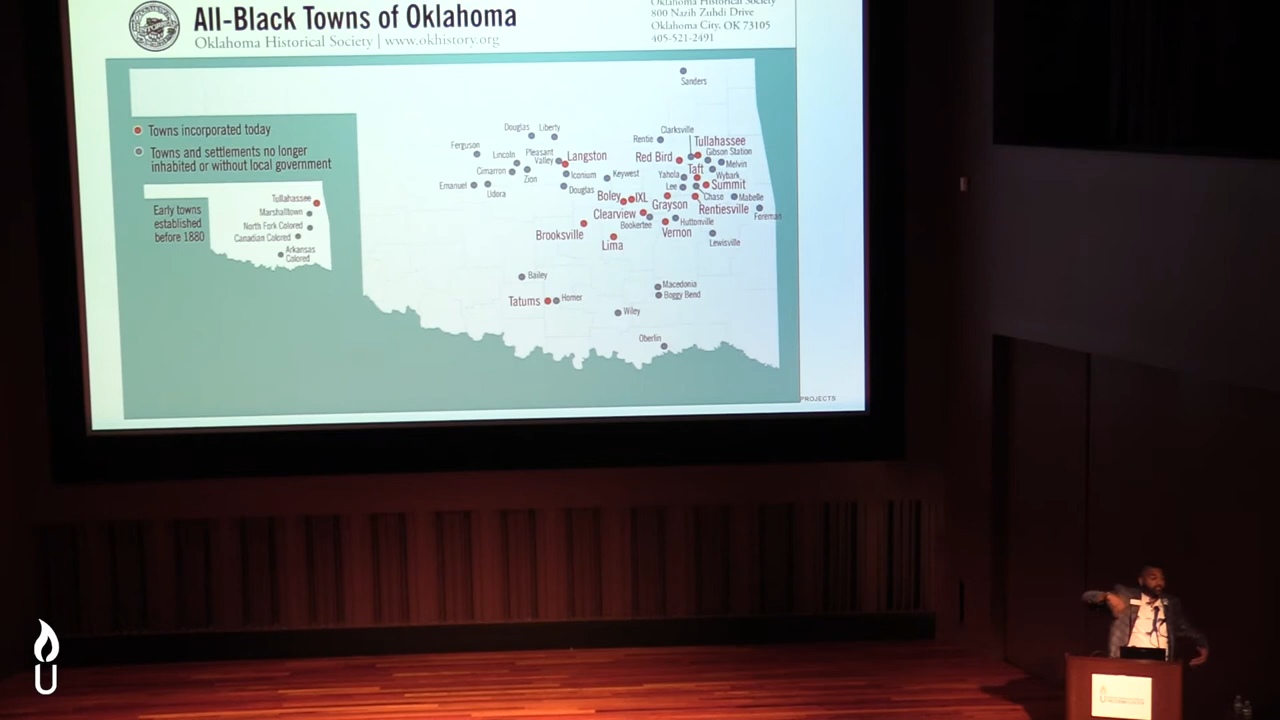 All-Black Towns of Oklahoma
Oklahoma Historical Society | www.okhistory.org
Oklahoma Historical Society
800 Nazih Zuhdi Drive
Oklahoma City, OK 73105
405-521-2491
Towns incorporated today
Towns and settlements no longer
inhabited or without local government
Early towns
established
before 1880
Tullahassee
Marshalltown
North Fork Colored
Canadian Colored
Arkansas
Colored
Sanders
Douglas
Liberty
Ferguson
Lincoln
Pleasant
Valley
Langston
Cimarron
Zion
Iconium
Keywest
Emanuel
Udora
Douglas
Rentie
Clarksville
Tullahassee
Red Bird
Gibson Station
Taft
Melvin
Yahola
Wybark
Lee
Summit
Boley
IXL
Grayson
Chase
Mabelle
Clearview
Rentiesville
Foreman
Bookertee
Huttonville
Brooksville
Vernon
Lima
Lewisville
Bailey
Macedonia
Boggy Bend
Tatums
Homer
Wiley
Oberlin
PROJECTS
U